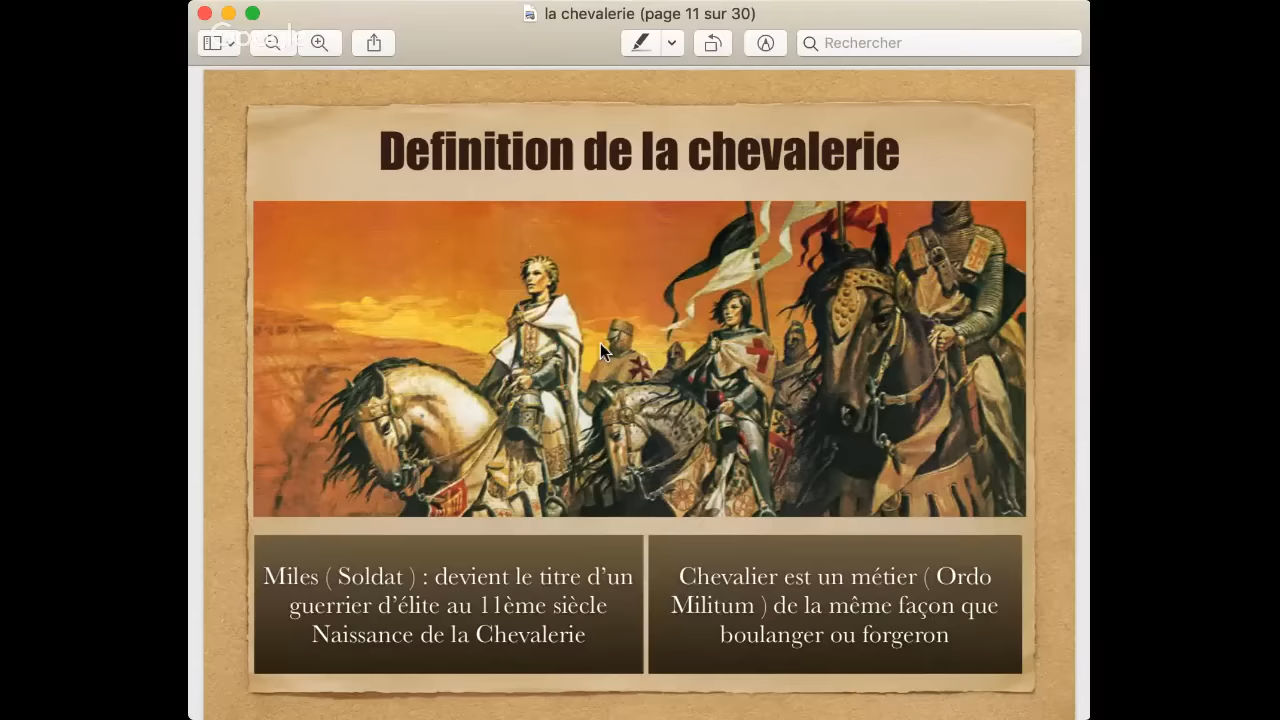 la chevalerie (page 11 sur 30)
Google
Rechercher
Definition de la chevalerie
Miles ( Soldat ) : devient le titre d’un
guerrier d’élite au 11ème siècle
Naissance de la Chevalerie
Chevalier est un métier ( Ordo
Militum ) de la même façon que
boulanger ou forgeron